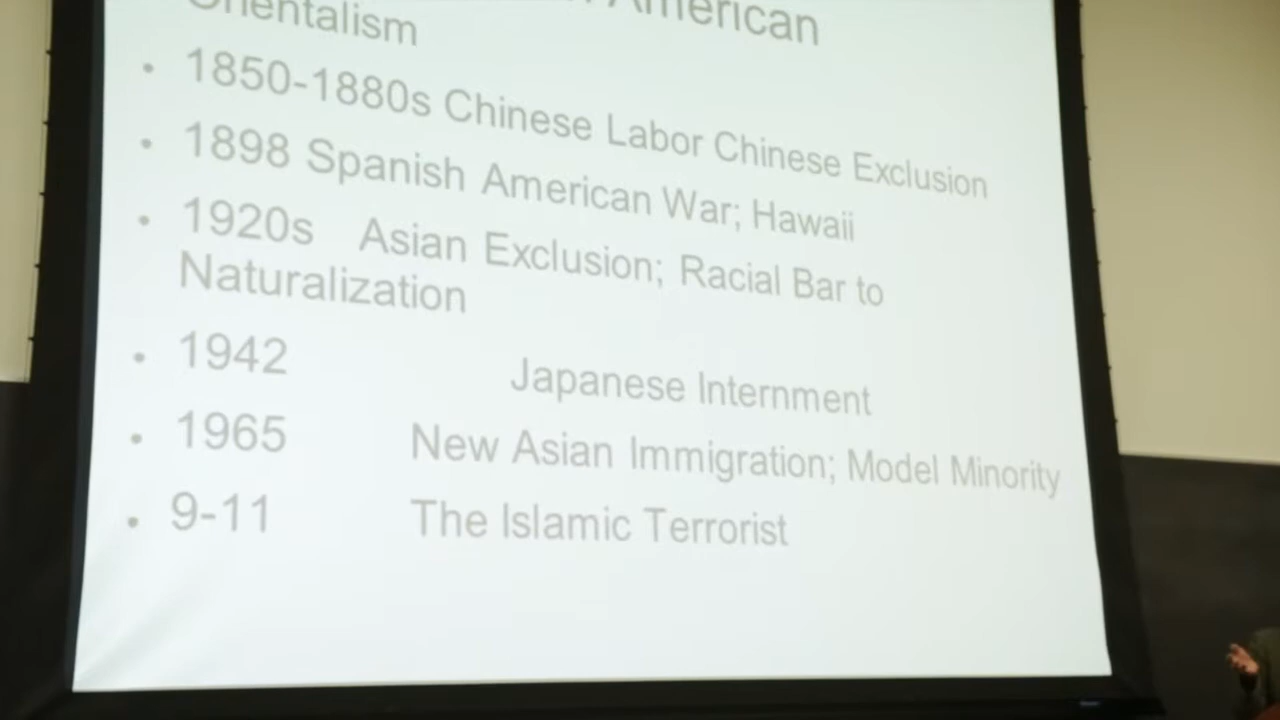 American
Orientalism
• 1850-1880s Chinese Labor Chinese Exclusion
• 1898 Spanish American War; Hawaii
• 1920s Asian Exclusion; Racial Bar to
Naturalization
• 1942 Japanese Internment
• 1965 New Asian Immigration; Model Minority
• 9-11 The Islamic Terrorist